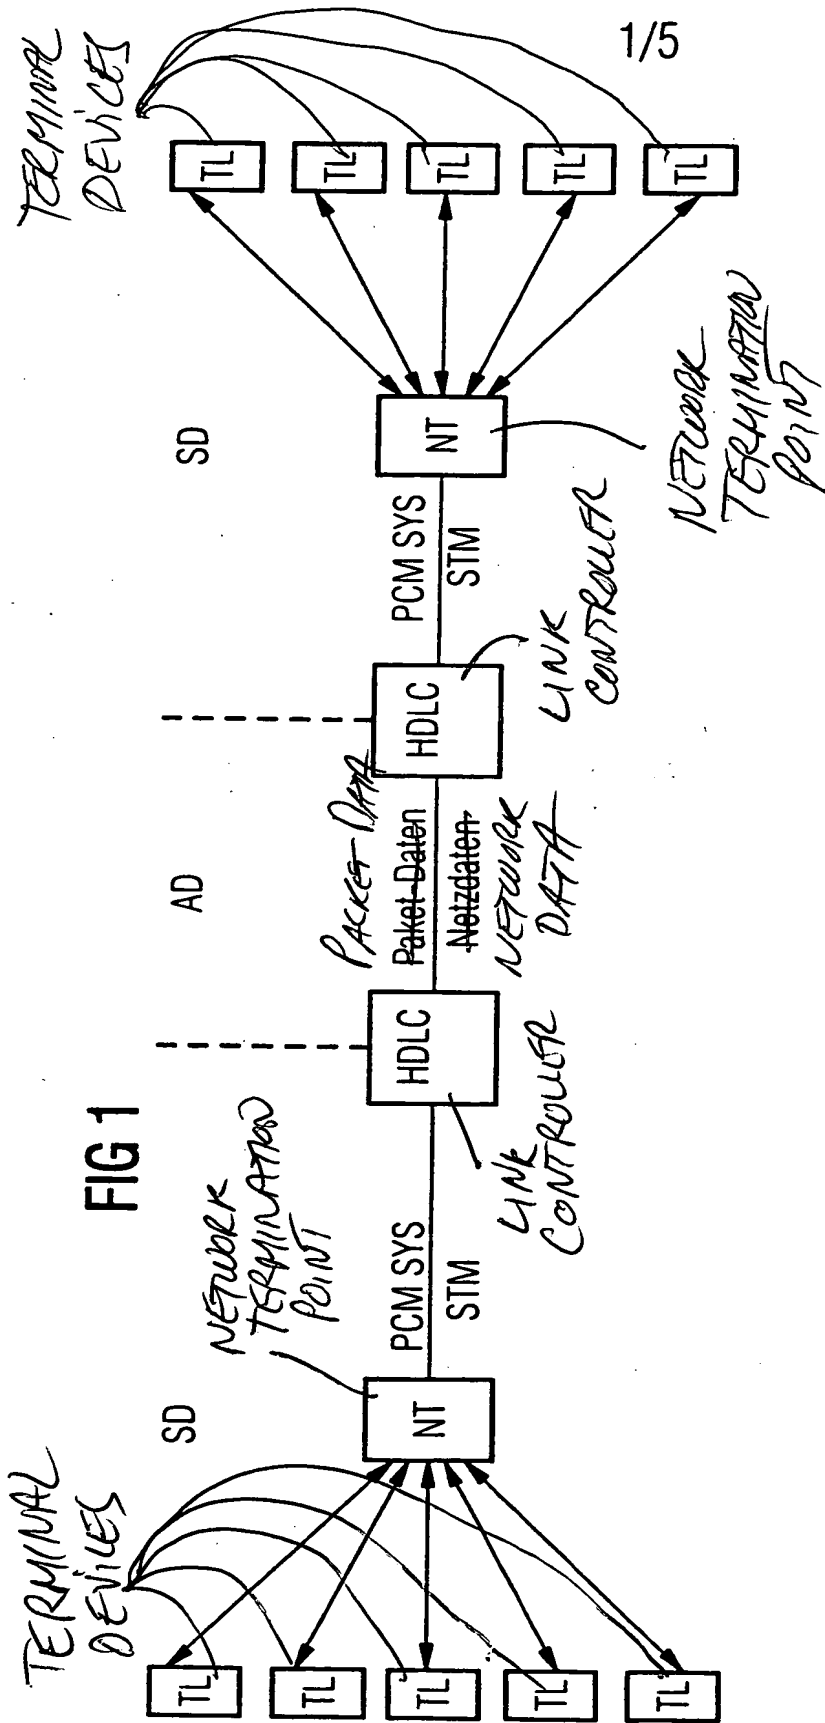 1/5
FIG 1
TERMINAL
DEVICES
SD
NETWORK
TERMINATION
POINT
TL
TL
TL
TL
TL
NT
PCM SYS
STM
HDLC
LINK
CONTROLLER
AD
PACKET DATA
Paket-Daten
Netzdaten
NETWORK
DATA
HDLC
LINK
CONTROLLER
PCM SYS
STM
SD
NT
NETWORK
TERMINATION
POINT
TERMINAL
DEVICES
TL
TL
TL
TL
TL